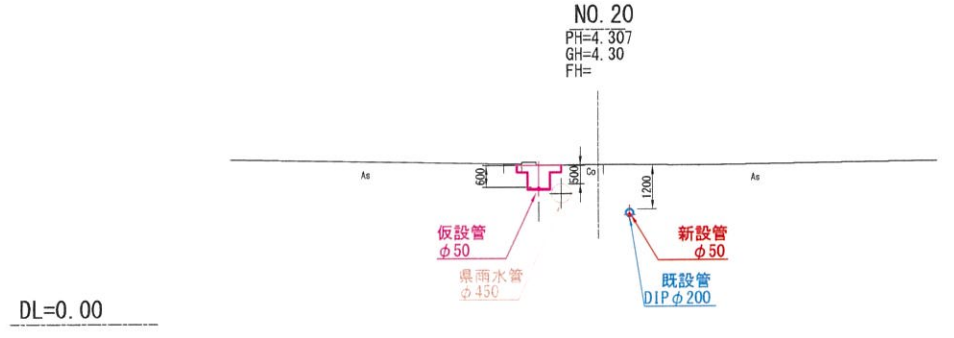 NO. 20
PH=4. 307
GH=4. 30
FH=
As
600
500
Co
1200
As
仮設管
φ50
新設管
φ50
県雨水管
φ450
既設管
DIPφ200
DL=0. 00